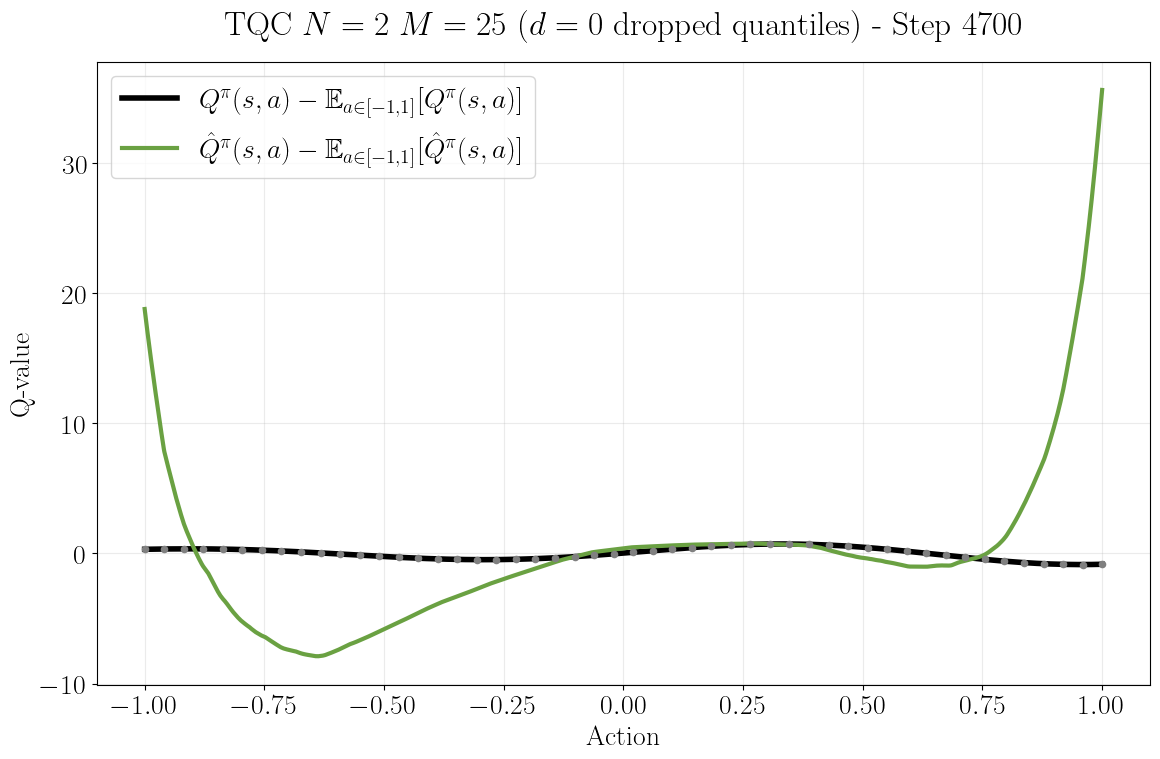 TQC N = 2 M = 25 (d = 0 dropped quantiles) - Step 4700
Q^π(s, a) − 𝔼_{a∈[−1,1]}[Q^π(s, a)]
Q̂^π(s, a) − 𝔼_{a∈[−1,1]}[Q̂^π(s, a)]
30
20
10
0
−10
Q-value
−1.00 −0.75 −0.50 −0.25 0.00 0.25 0.50 0.75 1.00
Action